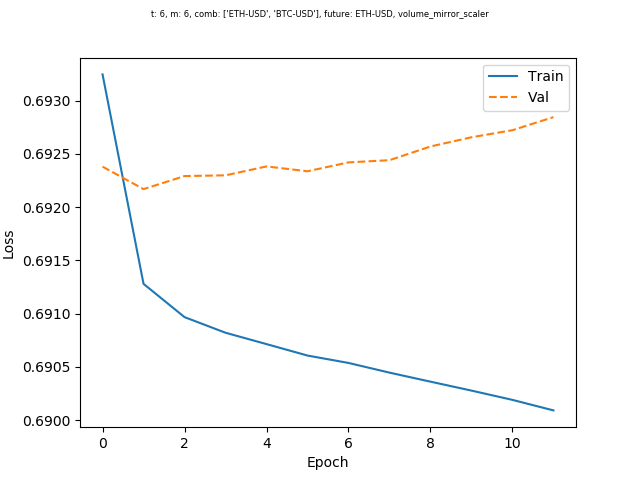 t: 6, m: 6, comb: ['ETH-USD', 'BTC-USD'], future: ETH-USD, volume_mirror_scaler
Train
Val
0.6930
0.6925
0.6920
0.6915
0.6910
0.6905
0.6900
Loss
0 2 4 6 8 10
Epoch